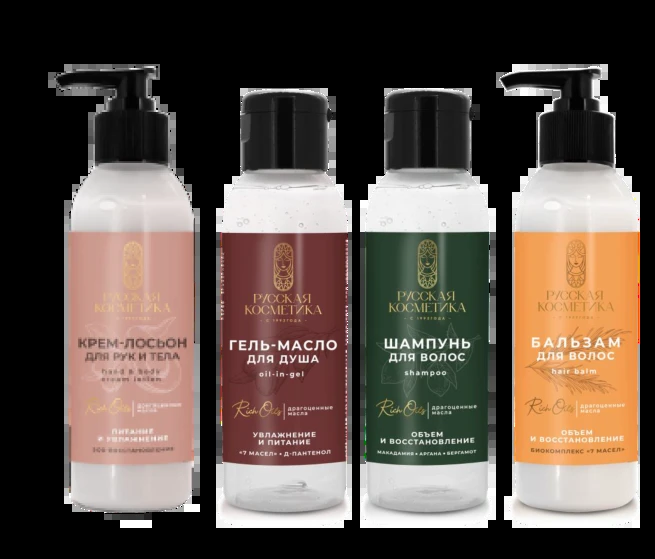 РУССКАЯ
КОСМЕТИКА
КРЕМ-ЛОСЬОН
ДЛЯ РУК И ТЕЛА
hand & body
cream lotion
Rich Oils
драгоценные
масла
ПИТАНИЕ
И УВЛАЖНЕНИЕ
РУССКАЯ
КОСМЕТИКА
ГЕЛЬ-МАСЛО
ДЛЯ ДУША
oil-in-gel
Rich Oils
драгоценные
масла
УВЛАЖНЕНИЕ
И ПИТАНИЕ
«7 МАСЕЛ» • Д-ПАНТЕНОЛ
РУССКАЯ
КОСМЕТИКА
ШАМПУНЬ
ДЛЯ ВОЛОС
shampoo
Rich Oils
драгоценные
масла
ОБЪЕМ
И ВОССТАНОВЛЕНИЕ
МАКАДАМИЯ • АРГАНА • БЕРГАМОТ
РУССКАЯ
КОСМЕТИКА
БАЛЬЗАМ
ДЛЯ ВОЛОС
hair balm
Rich Oils
драгоценные
масла
ОБЪЕМ
И ВОССТАНОВЛЕНИЕ
БИОКОМПЛЕКС «7 МАСЕЛ»